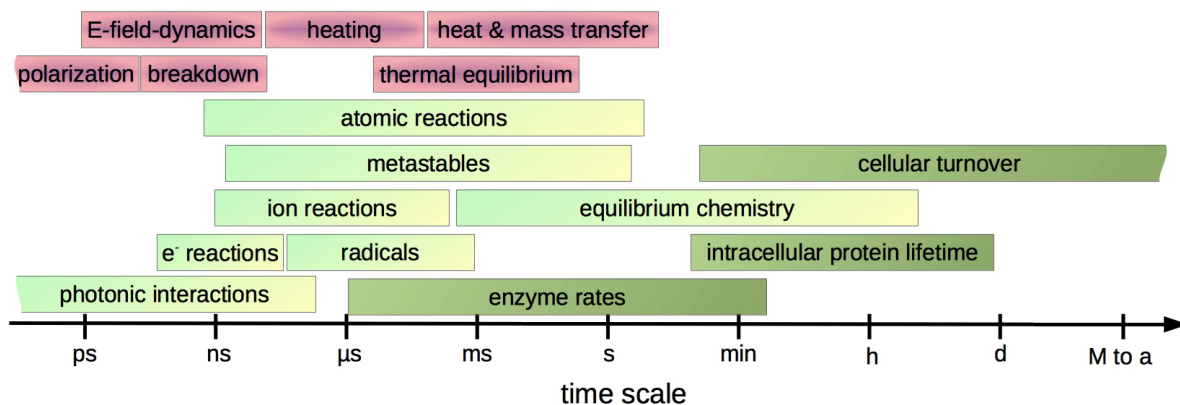 E-field-dynamics heating heat & mass transfer
polarization breakdown thermal equilibrium
atomic reactions
metastables cellular turnover
ion reactions equilibrium chemistry
e⁻ reactions radicals intracellular protein lifetime
photonic interactions enzyme rates
ps ns µs ms s min h d M to a
time scale